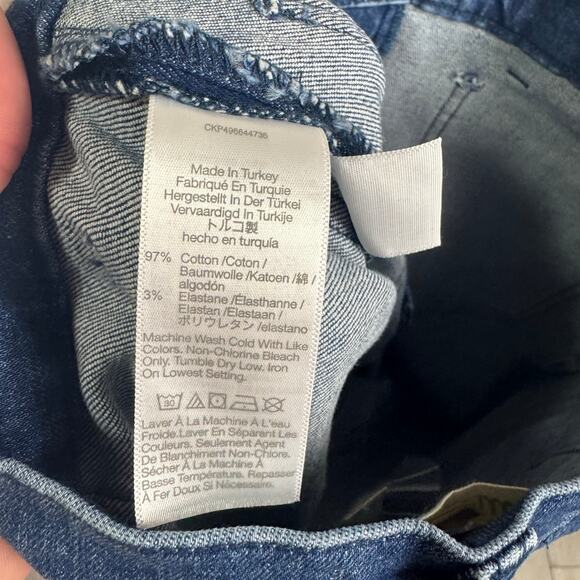 CKP496644736
Made In Turkey
Fabriqué En Turquie
Hergestellt In Der Türkei
Vervaardigd In Turkije
トルコ製
hecho en turquía
97% Cotton /Coton /
Baumwolle /Katoen /綿 /
algodón
3% Elastane /Élasthanne /
Elastan /Elastaan /
ポリウレタン /elastano
Machine Wash Cold With Like
Colors. Non-Chlorine Bleach
Only. Tumble Dry Low. Iron
On Lowest Setting.
30
Laver À La Machine À L'eau
Froide.Laver En Séparant Les
Couleurs. Seulement Agent
De Blanchiment Non-Chlore.
Sécher À La Machine À
Basse Température. Repasser
À Fer Doux Si Nécessaire.